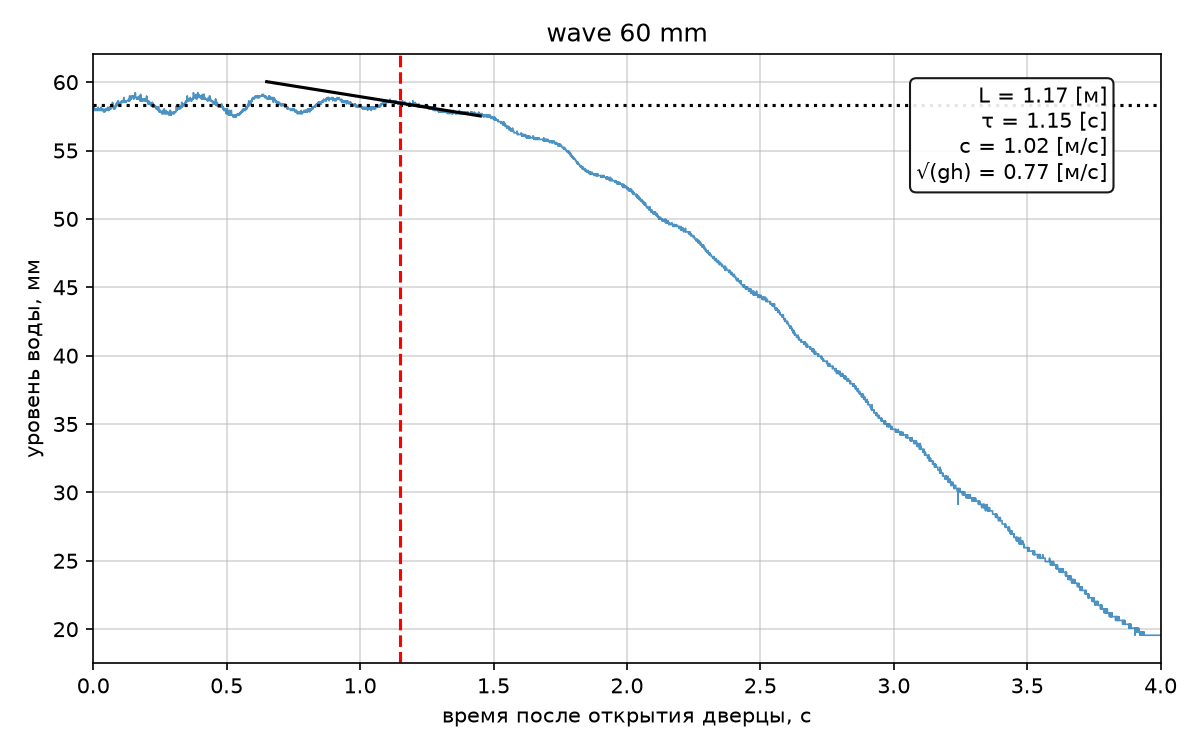 wave 60 mm
L = 1.17 [м]
τ = 1.15 [с]
c = 1.02 [м/с]
√(gh) = 0.77 [м/с]
уровень воды, мм
60
55
50
45
40
35
30
25
20
0.0 0.5 1.0 1.5 2.0 2.5 3.0 3.5 4.0
время после открытия дверцы, с